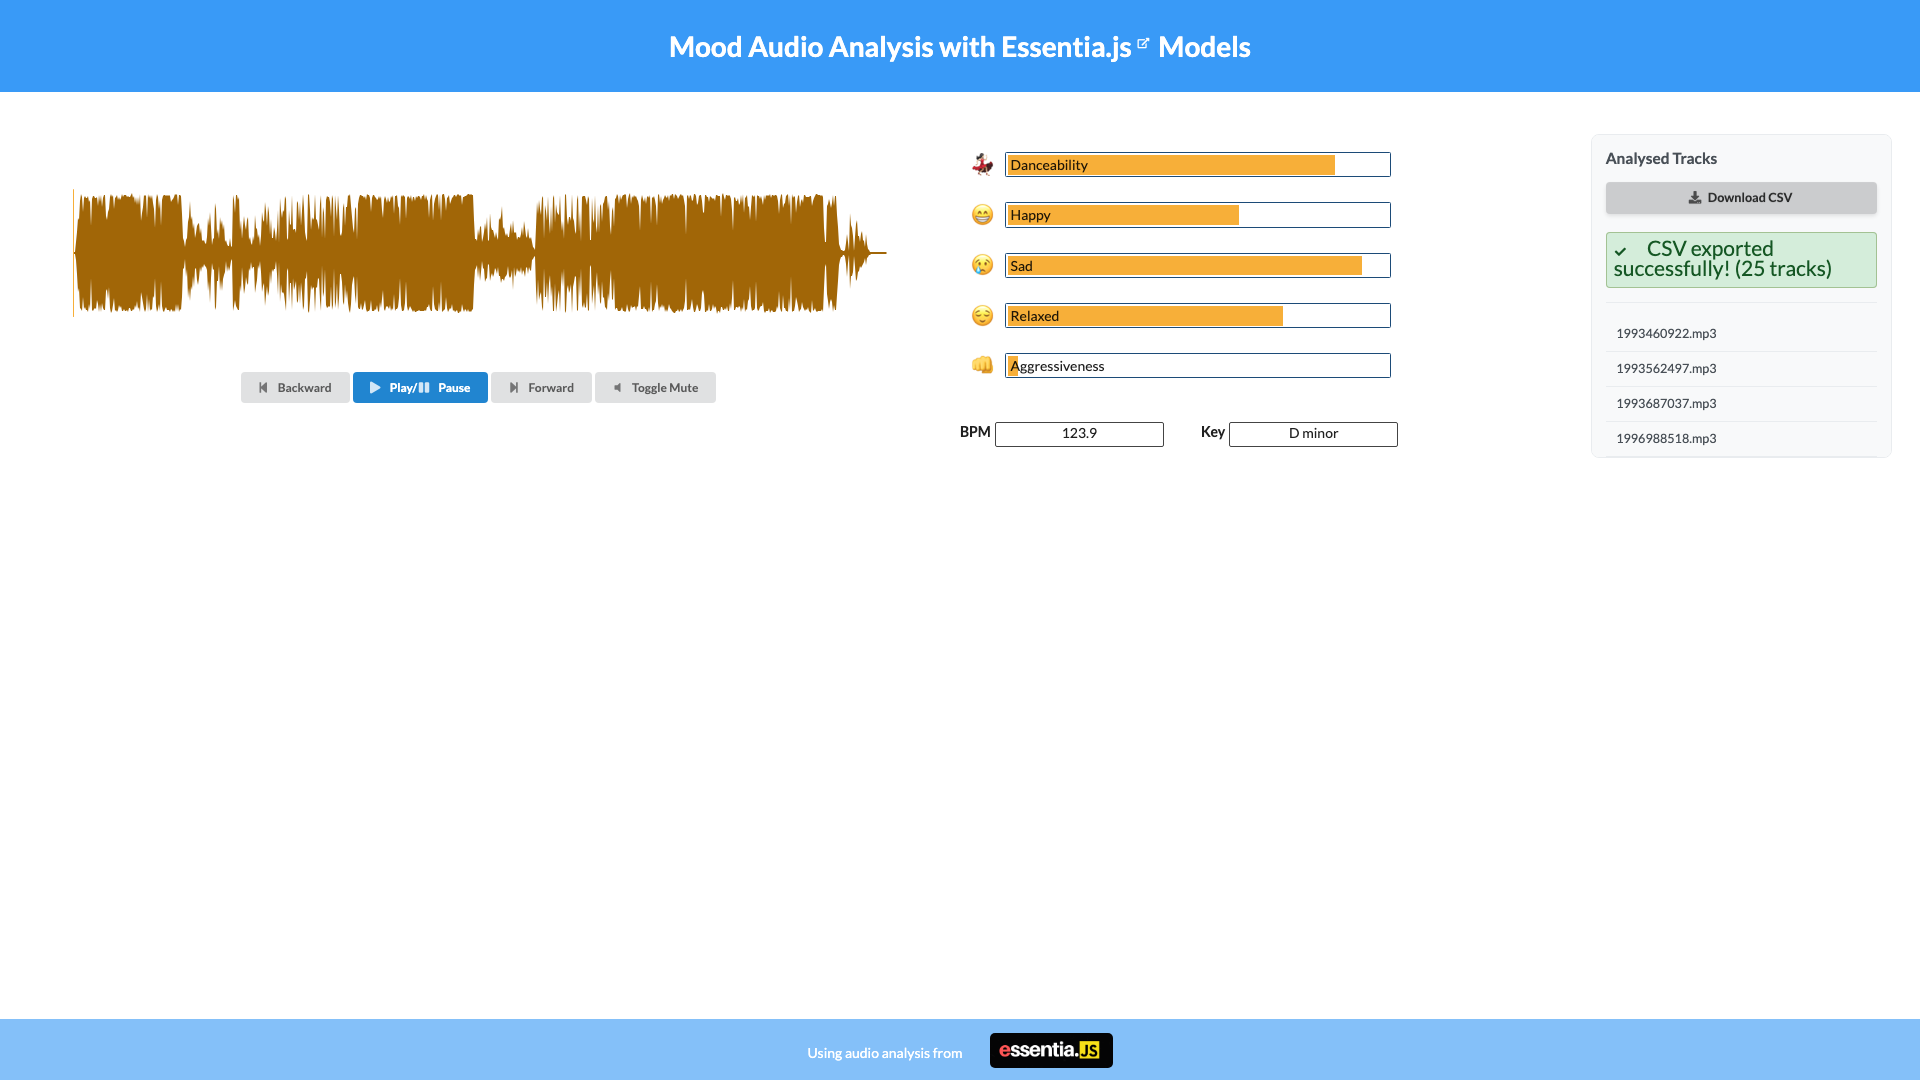 Mood Audio Analysis with Essentia.js Models
Backward
Play/ Pause
Forward
Toggle Mute
Danceability
Happy
Sad
Relaxed
Aggressiveness
BPM 123.9 Key D minor
Analysed Tracks
Download CSV
CSV exported
successfully! (25 tracks)
1993460922.mp3
1993562497.mp3
1993687037.mp3
1996988518.mp3
Using audio analysis from essentia.JS